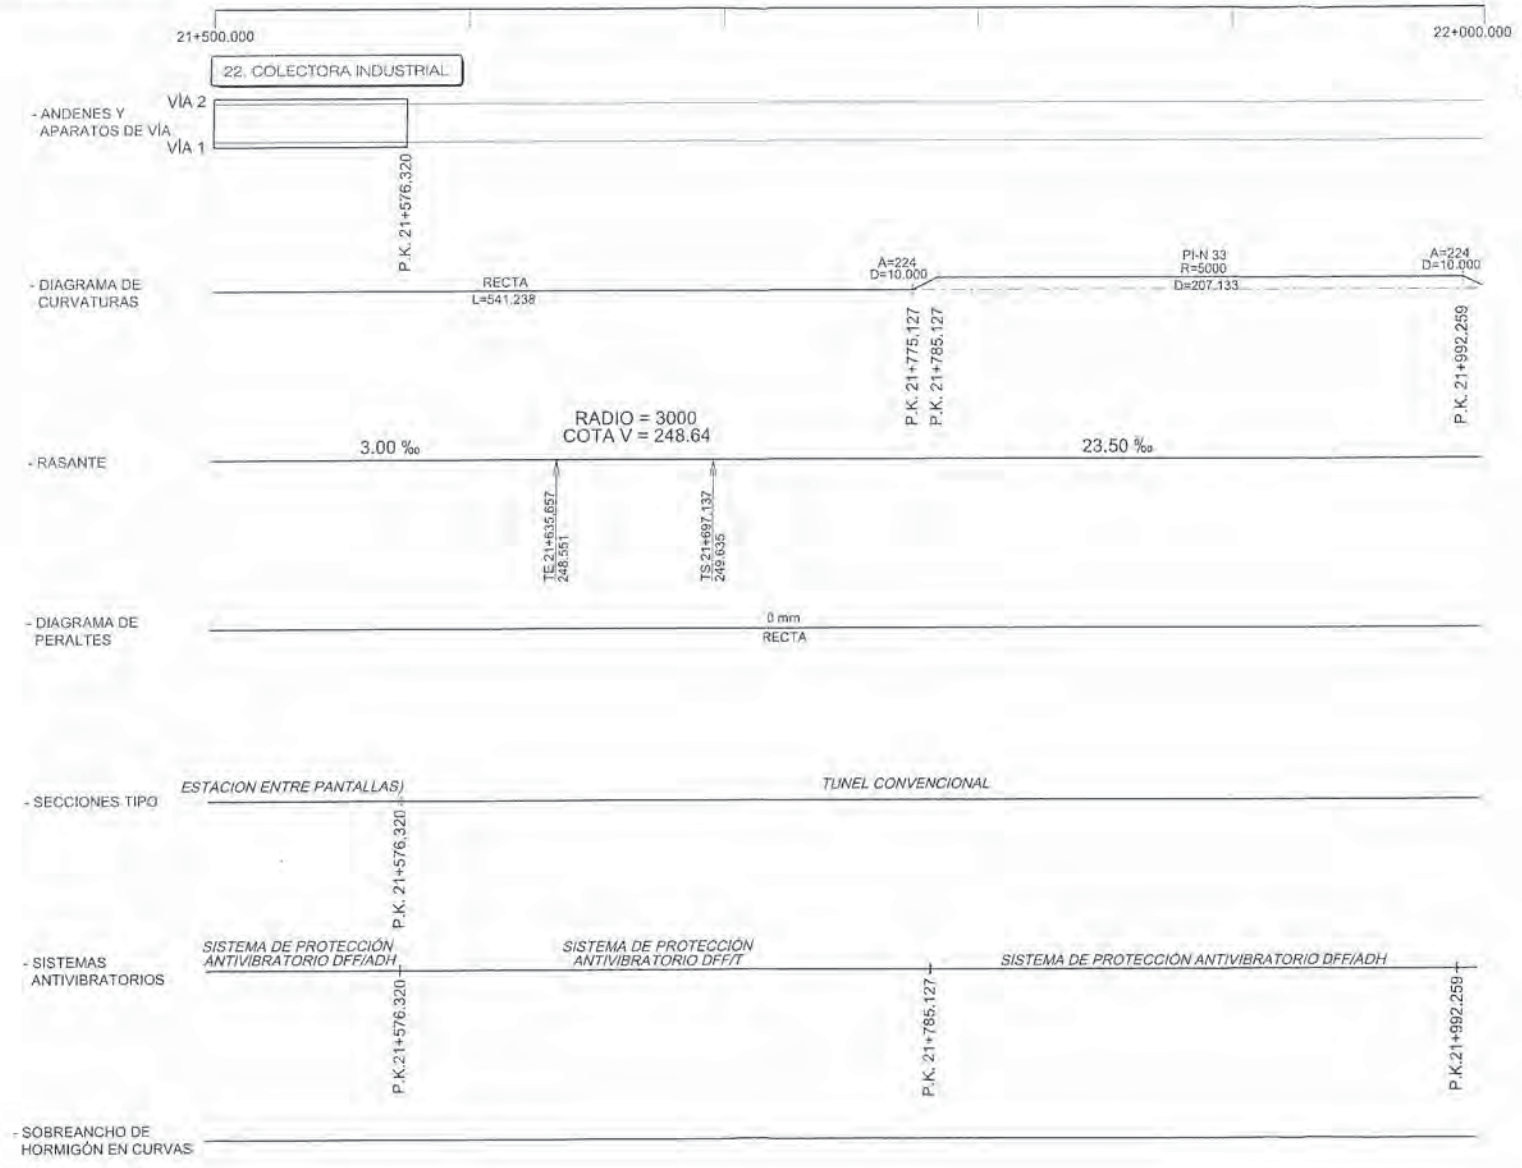 21+500.000
22+000.000
22. COLECTORA INDUSTRIAL
- ANDENES Y
APARATOS DE VÍA
VÍA 2
VÍA 1
P.K. 21+576.320
- DIAGRAMA DE
CURVATURAS
RECTA
L=541.238
A=224
D=10.000
PI-N 33
R=5000
D=207.133
A=224
D=10.000
P.K. 21+775.127
P.K. 21+785.127
P.K. 21+992.259
- RASANTE
3.00 ‰
RADIO = 3000
COTA V = 248.64
23.50 ‰
TE 21+635.657
248.551
TS 21+697.137
249.635
- DIAGRAMA DE
PERALTES
0 mm
RECTA
- SECCIONES TIPO
ESTACION ENTRE PANTALLAS)
TUNEL CONVENCIONAL
P.K. 21+576.320
- SISTEMAS
ANTIVIBRATORIOS
SISTEMA DE PROTECCIÓN
ANTIVIBRATORIO DFF/ADH
SISTEMA DE PROTECCIÓN
ANTIVIBRATORIO DFF/T
SISTEMA DE PROTECCIÓN ANTIVIBRATORIO DFF/ADH
P.K.21+576.320
P.K. 21+785.127
P.K.21+992.259
- SOBREANCHO DE
HORMIGÓN EN CURVAS